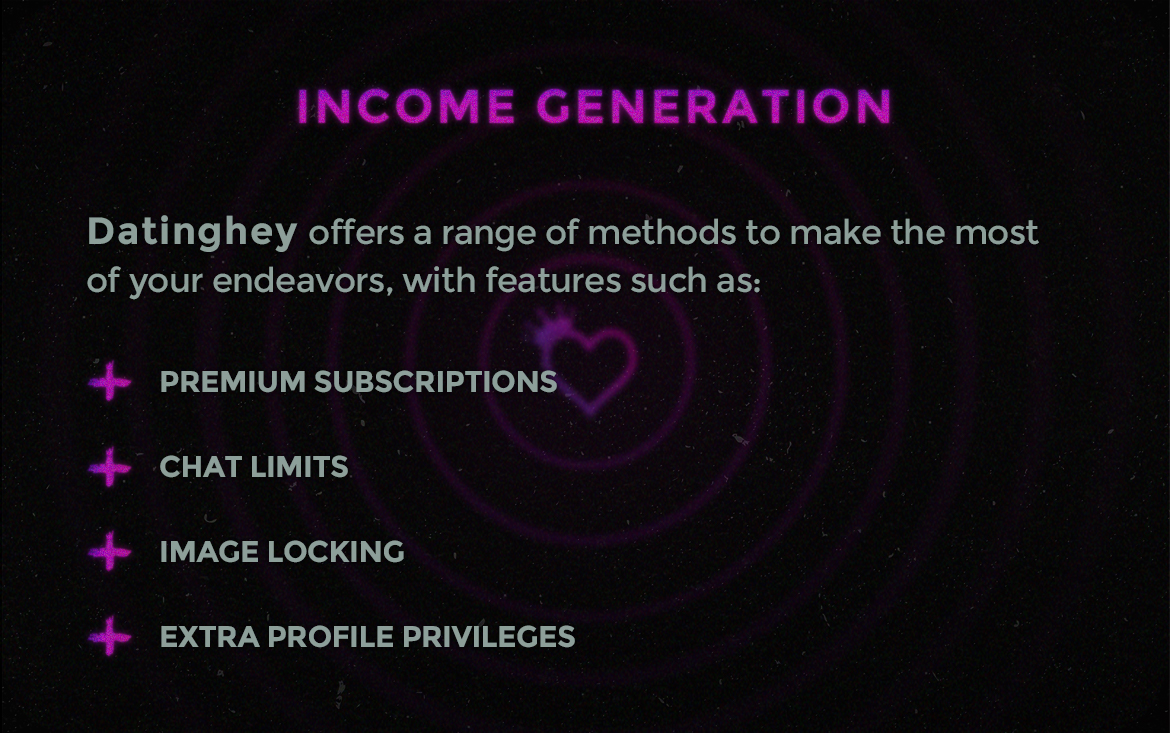 INCOME GENERATION
Datinghey offers a range of methods to make the most
of your endeavors, with features such as:
PREMIUM SUBSCRIPTIONS
CHAT LIMITS
IMAGE LOCKING
EXTRA PROFILE PRIVILEGES